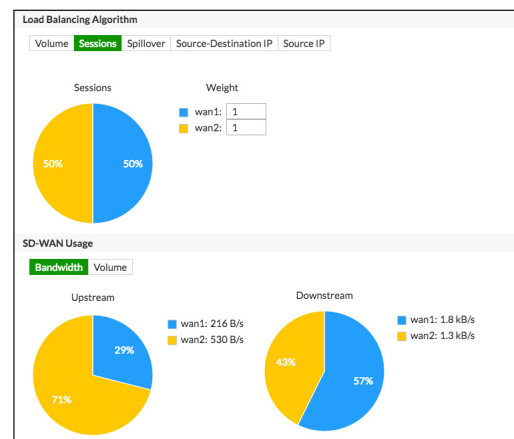 Load Balancing Algorithm
Volume Sessions Spillover Source-Destination IP Source IP
Sessions Weight
wan1: 1
wan2: 1
50% 50%
SD-WAN Usage
Bandwidth Volume
Upstream Downstream
wan1: 216 B/s wan1: 1.8 kB/s
wan2: 530 B/s wan2: 1.3 kB/s
29% 43%
71% 57%